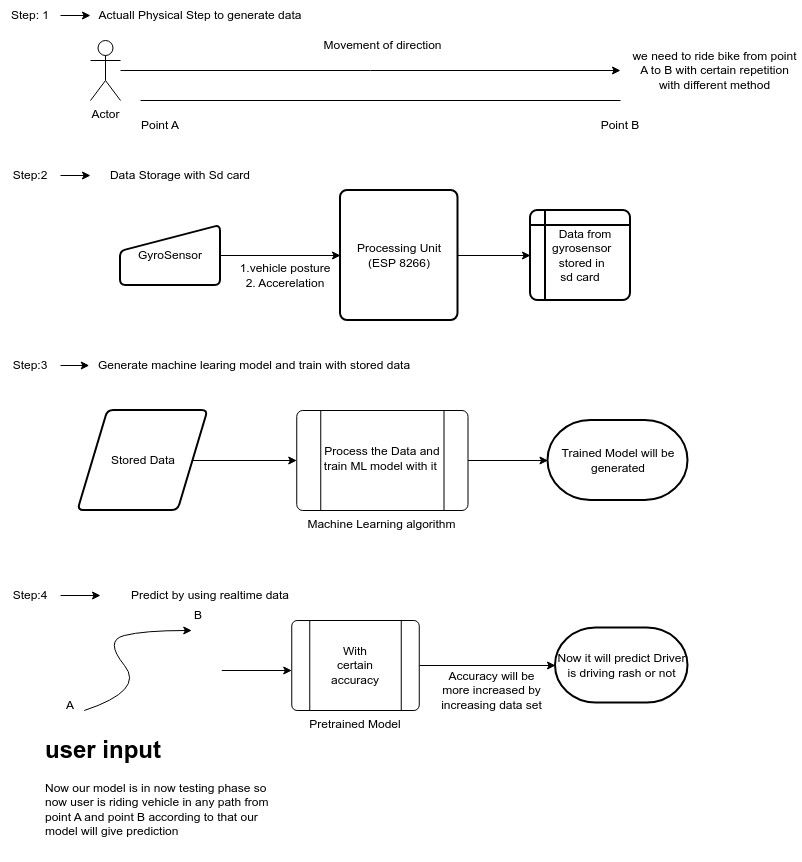 Step: 1
Actuall Physical Step to generate data
Movement of direction
we need to ride bike from point
A to B with certain repetition
with different method
Actor
Point A
Point B
Step:2
Data Storage with Sd card
GyroSensor
1.vehicle posture
2. Accerelation
Processing Unit
(ESP 8266)
Data from
gyrosensor
stored in
sd card
Step:3
Generate machine learing model and train with stored data
Stored Data
Process the Data and
train ML model with it
Machine Learning algorithm
Trained Model will be
generated
Step:4
Predict by using realtime data
B
A
With
certain
accuracy
Pretrained Model
Accuracy will be
more increased by
increasing data set
Now it will predict Driver
is driving rash or not
user input
Now our model is in now testing phase so
now user is riding vehicle in any path from
point A and point B according to that our
model will give prediction